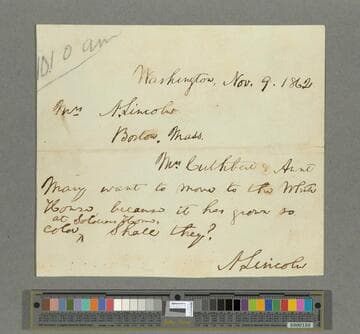 10.10 am
Washington, Nov. 9. 1862
Mrs A. Lincoln
Boston, Mass.
Mrs Cuthbert & Aunt
Mary want to move to the White
House, because it has grown so
at Soldiers Home.
cold ^ Shall they?
A. Lincoln